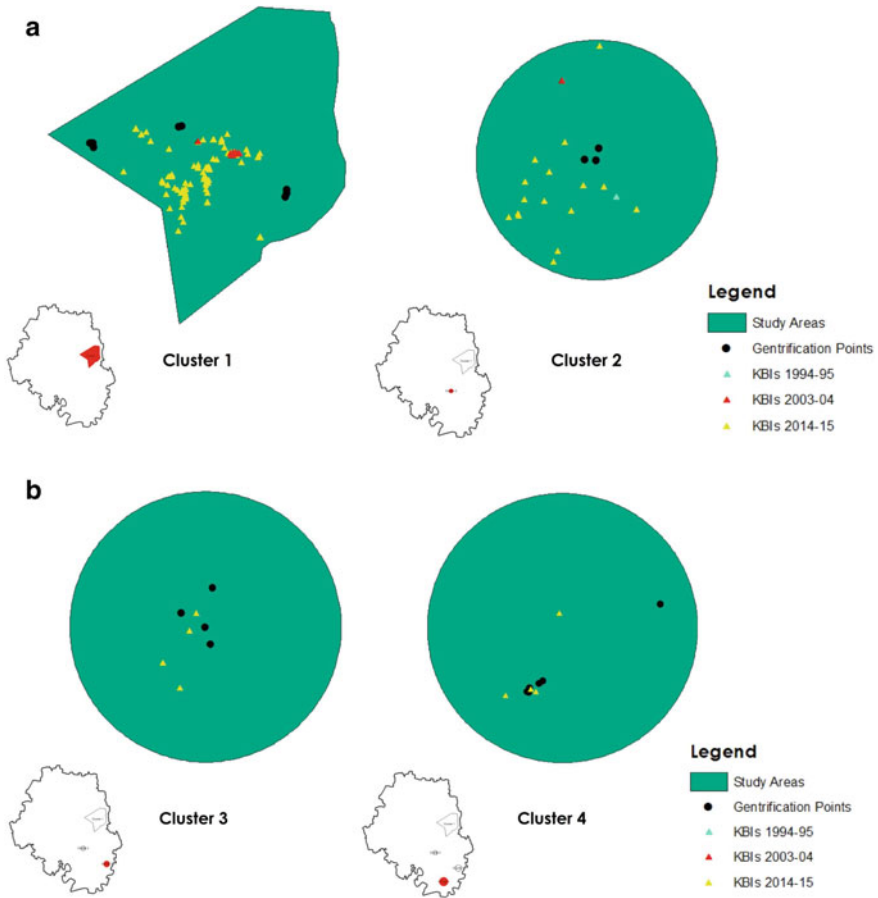 a
Cluster 1
Cluster 2
Legend
Study Areas
Gentrification Points
KBIs 1994-95
KBIs 2003-04
KBIs 2014-15
b
Cluster 3
Cluster 4
Legend
Study Areas
Gentrification Points
KBIs 1994-95
KBIs 2003-04
KBIs 2014-15